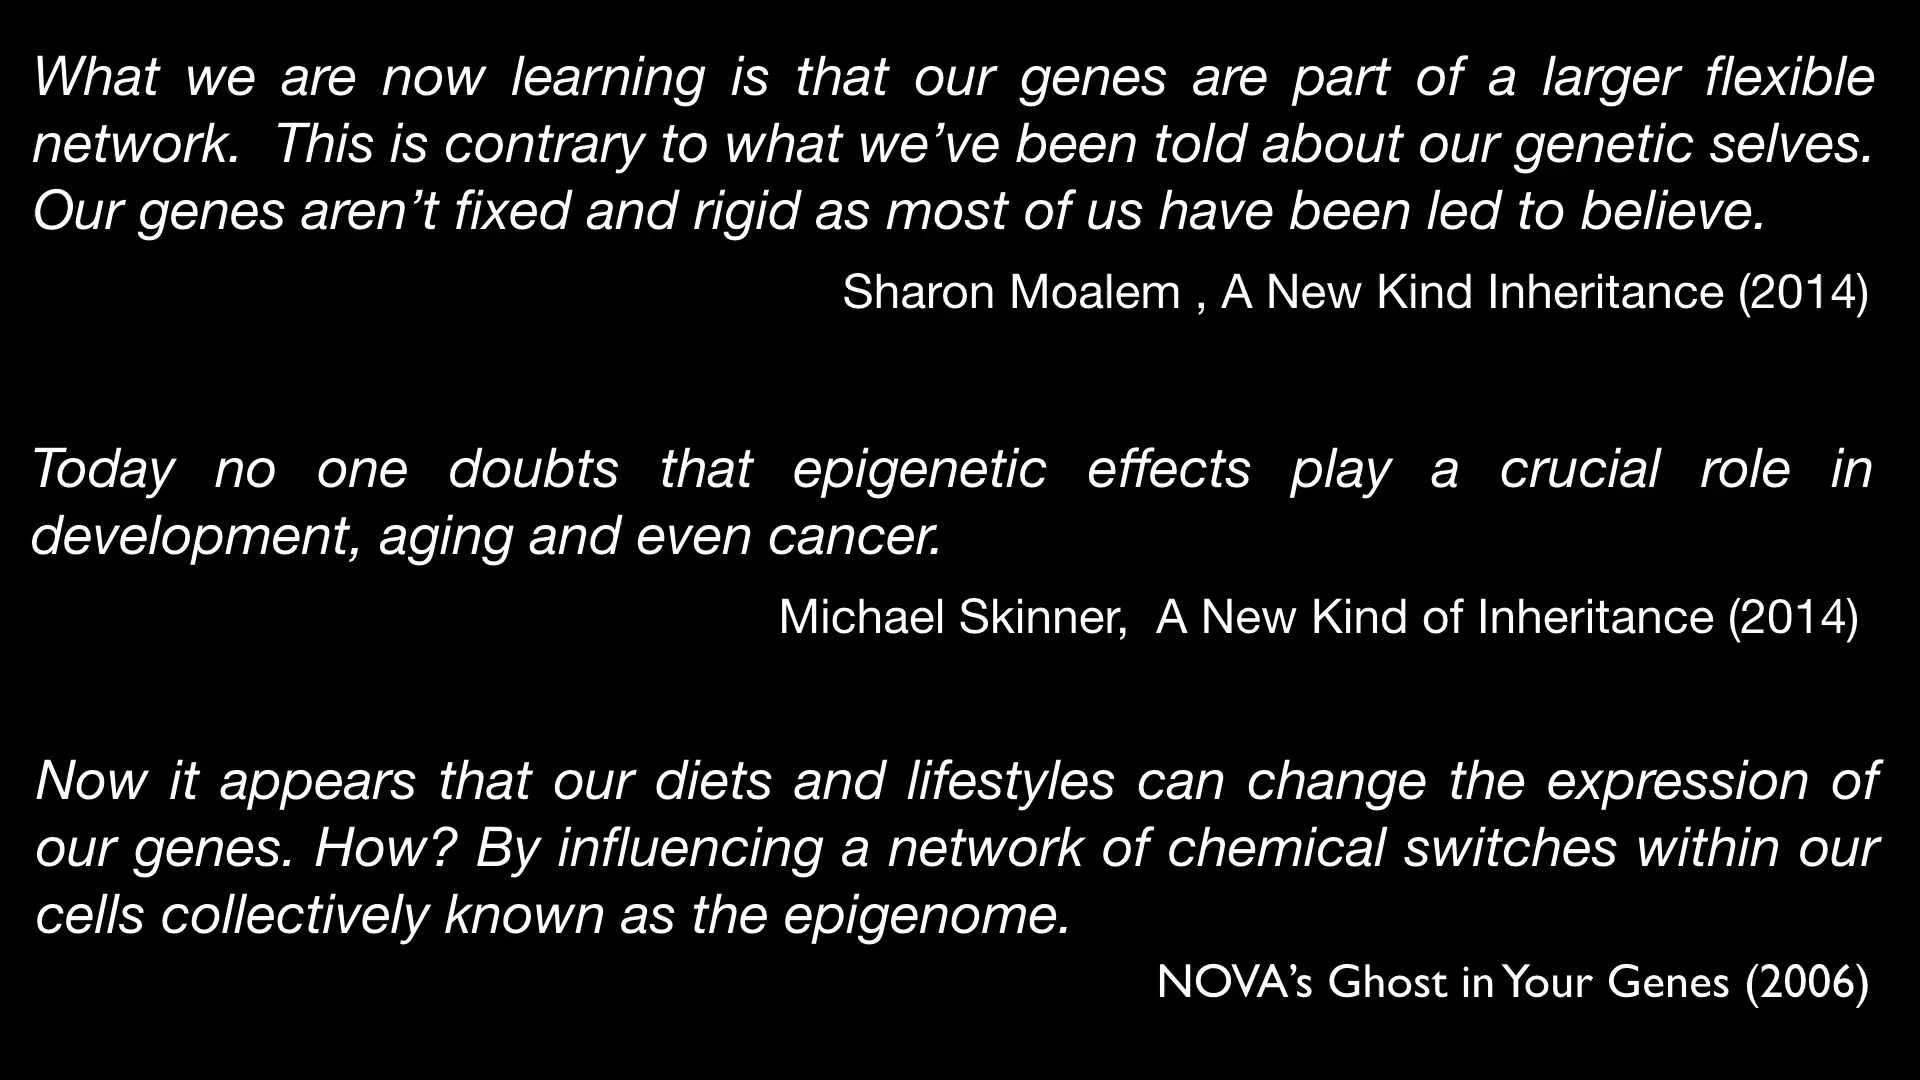 What we are now learning is that our genes are part of a larger flexible
network.  This is contrary to what we’ve been told about our genetic selves.
Our genes aren’t fixed and rigid as most of us have been led to believe.
Sharon Moalem , A New Kind Inheritance (2014)
Today no one doubts that epigenetic effects play a crucial role in
development, aging and even cancer.
Michael Skinner,  A New Kind of Inheritance (2014)
Now it appears that our diets and lifestyles can change the expression of
our genes. How? By influencing a network of chemical switches within our
cells collectively known as the epigenome.
NOVA’s Ghost in Your Genes (2006)